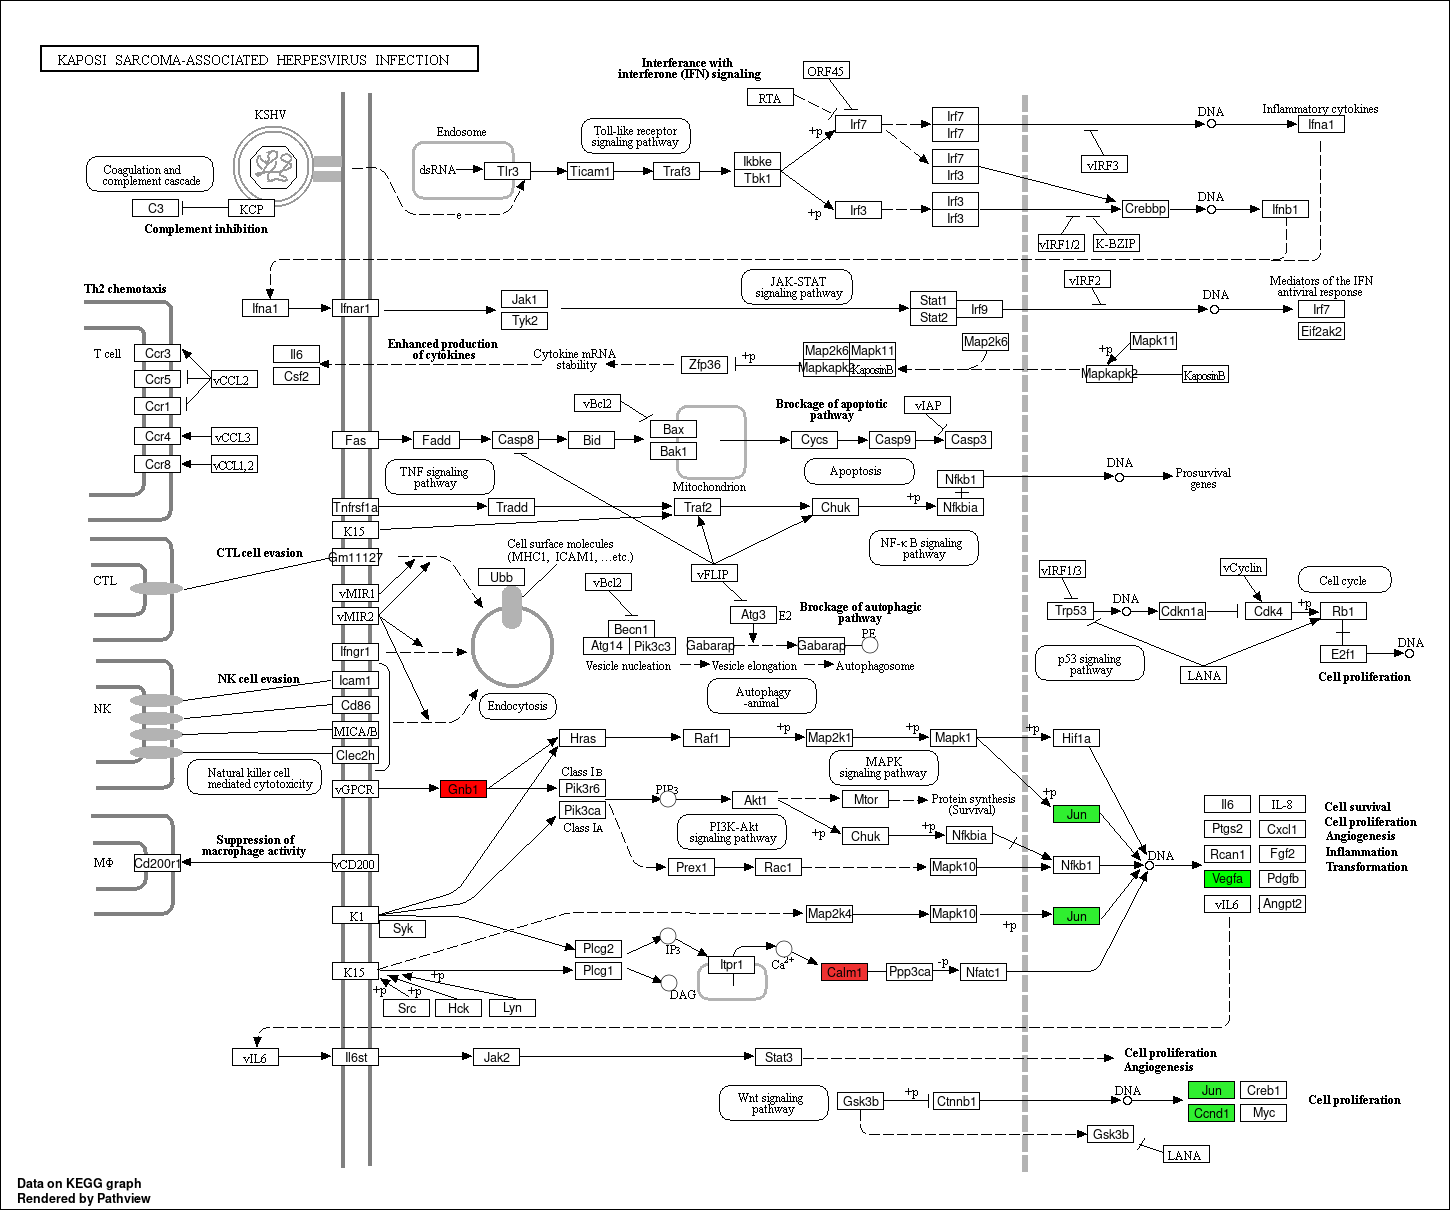 KAPOSI SARCOMA-ASSOCIATED HERPESVIRUS INFECTION
Interferance with
interferone (IFN) signaling
ORF45
RTA
KSHV
Endosome
Toll-like receptor
signaling pathway
+p
Irf7
Irf7
Irf7
DNA
Inflammatory cytokines
Ifna1
Coagulation and
complement cascade
dsRNA
Tlr3
Ticam1
Traf3
Ikbke
Tbk1
Irf7
Irf3
vIRF3
C3
KCP
e
+p
Irf3
Irf3
Irf3
Crebbp
DNA
Ifnb1
Complement inhibition
vIRF1/2
K-BZIP
Th2 chemotaxis
JAK-STAT
signaling pathway
vIRF2
Mediators of the IFN
antiviral response
Ifna1
Ifnar1
Jak1
Tyk2
Stat1
Stat2
Irf9
DNA
Irf7
Eif2ak2
T cell
Ccr3
Ccr5
Ccr1
Ccr4
Ccr8
vCCL2
vCCL3
vCCL1,2
Il6
Csf2
Enhanced production
of cytokines
Cytokine mRNA
stability
Zfp36
+p
Map2k6
Mapk11
Mapkapk2
KaposinB
Map2k6
+p
Mapk11
Mapkapk2
KaposinB
vBcl2
Brockage of apoptotic
pathway
vIAP
Fas
Fadd
Casp8
Bid
Bax
Bak1
Cycs
Casp9
Casp3
TNF signaling
pathway
Mitochondrion
Apoptosis
Nfkb1
DNA
Prosurvival
genes
Tnfrsf1a
Tradd
Traf2
Chuk
+p
Nfkbia
K15
NF-κ B signaling
pathway
CTL cell evasion
Gm11127
Cell surface molecules
(MHC1, ICAM1, ...etc.)
CTL
vMIR1
vMIR2
Ubb
vBcl2
vFLIP
vIRF1/3
vCyclin
Cell cycle
Atg3
E2
Brockage of autophagic
pathway
Trp53
DNA
Cdkn1a
Cdk4
+p
Rb1
Becn1
Atg14
Pik3c3
Gabarap
Gabarap
PE
Ifngr1
Vesicle nucleation
Vesicle elongation
Autophagosome
p53 signaling
pathway
LANA
E2f1
DNA
Cell proliferation
NK
NK cell evasion
Icam1
Cd86
MICA/B
Clec2h
Endocytosis
Autophagy
-animal
Hras
Raf1
+p
Map2k1
+p
Mapk1
+p
Hif1a
Natural killer cell
mediated cytotoxicity
MAPK
signaling pathway
vGPCR
Gnb1
Class IB
Pik3r6
Pik3ca
Class IA
PIP3
Akt1
Mtor
Protein synthesis
(Survival)
+p
Jun
PI3K-Akt
signaling pathway
+p
Chuk
+p
Nfkbia
Il6
IL-8
Ptgs2
Cxcl1
Rcan1
Fgf2
Vegfa
Pdgfb
vIL6
Angpt2
Cell survival
Cell proliferation
Angiogenesis
Inflammation
Transformation
MΦ
Cd200r1
Suppression of
macrophage activity
vCD200
Prex1
Rac1
Mapk10
Nfkb1
DNA
K1
Syk
Map2k4
Mapk10
+p
Jun
K15
Plcg2
Plcg1
IP3
DAG
Itpr1
Ca2+
Calm1
Ppp3ca
-p
Nfatc1
+p
+p
+p
Src
Hck
Lyn
vIL6
Il6st
Jak2
Stat3
Cell proliferation
Angiogenesis
Wnt signaling
pathway
Gsk3b
+p
Ctnnb1
DNA
Jun
Creb1
Ccnd1
Myc
Cell proliferation
Gsk3b
LANA
Data on KEGG graph
Rendered by Pathview